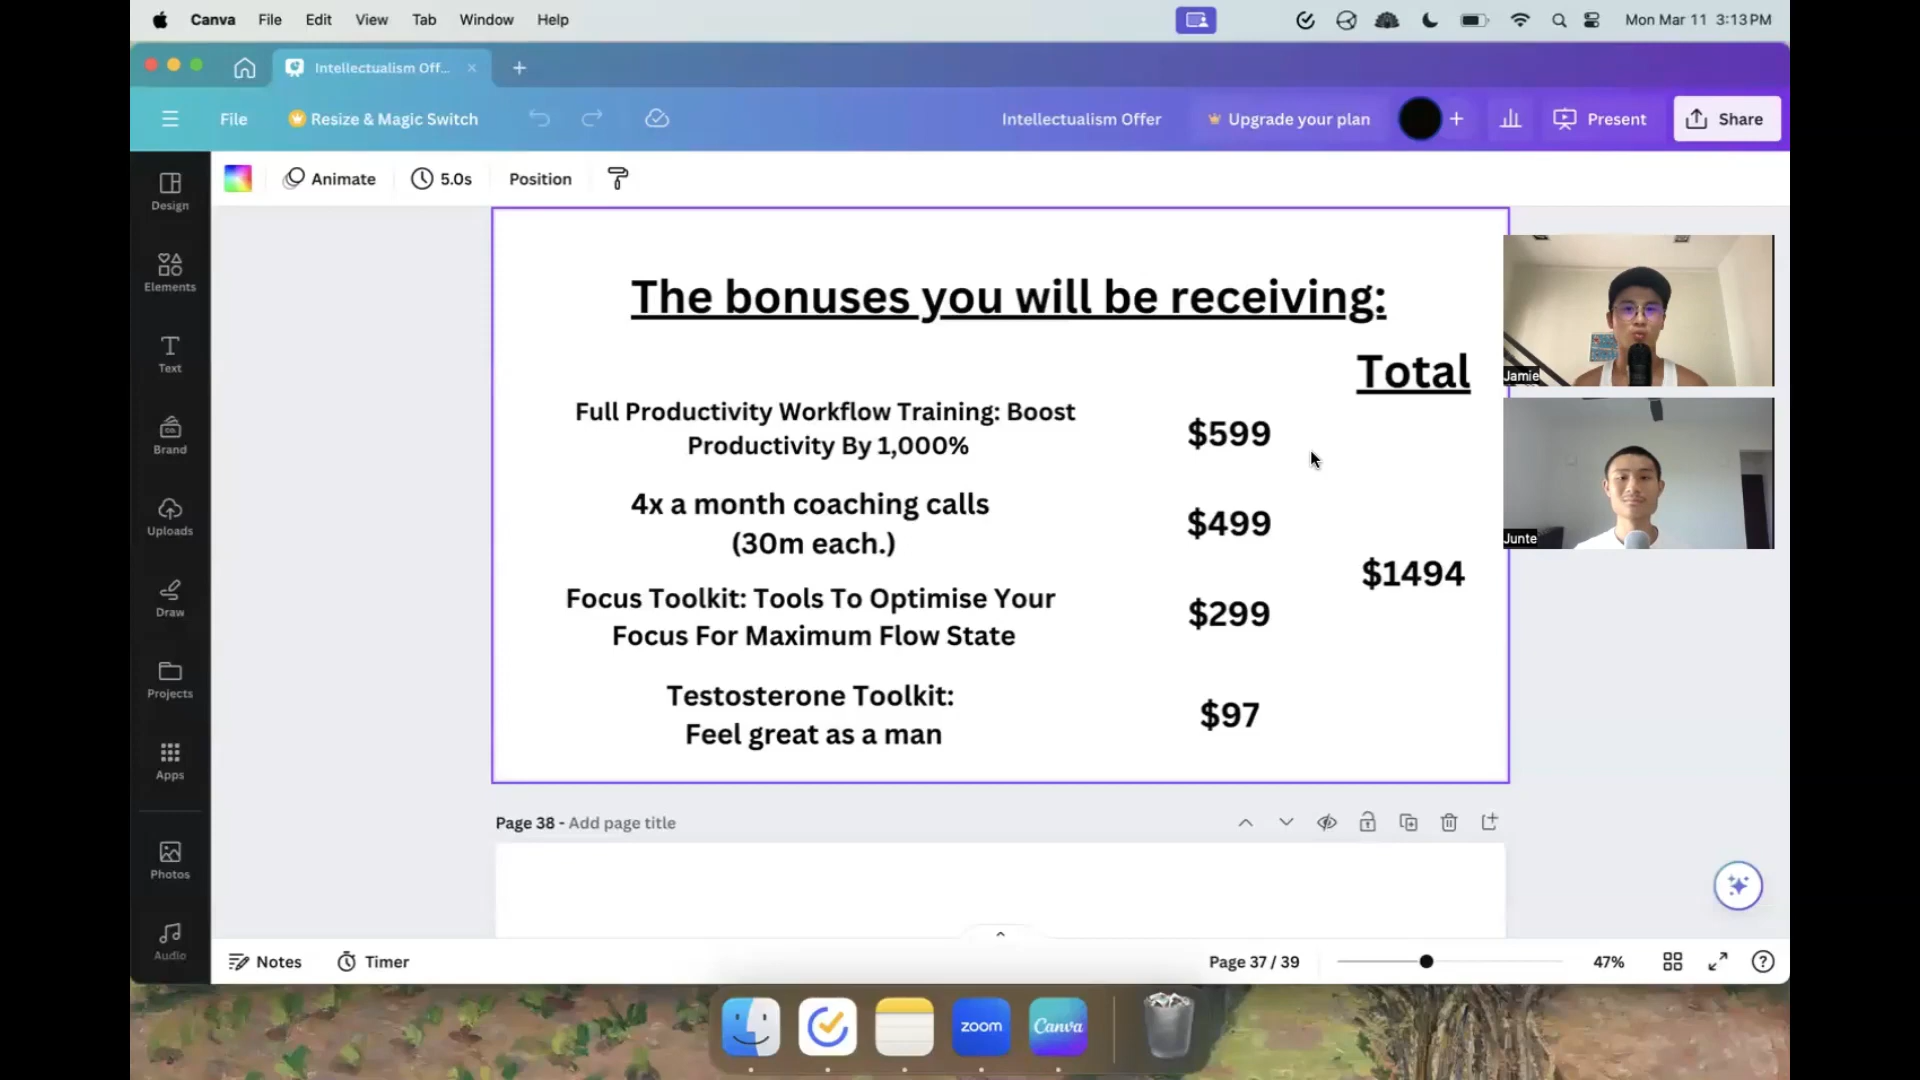 Canva File Edit View Tab Window Help Mon Mar 11 3:13 PM
Intellectualism Off...
File Resize & Magic Switch Intellectualism Offer Upgrade your plan Present Share
Animate 5.0s Position
Design
Elements
Text
Brand
Uploads
Draw
Projects
Apps
Photos
Audio
The bonuses you will be receiving:
Total
Full Productivity Workflow Training: Boost
Productivity By 1,000%
$599
4x a month coaching calls
(30m each.)
$499
$1494
Focus Toolkit: Tools To Optimise Your
Focus For Maximum Flow State
$299
Testosterone Toolkit:
Feel great as a man
$97
Jamie
Junte
Page 38 - Add page title
Notes Timer Page 37 / 39 47%
zoom Canva